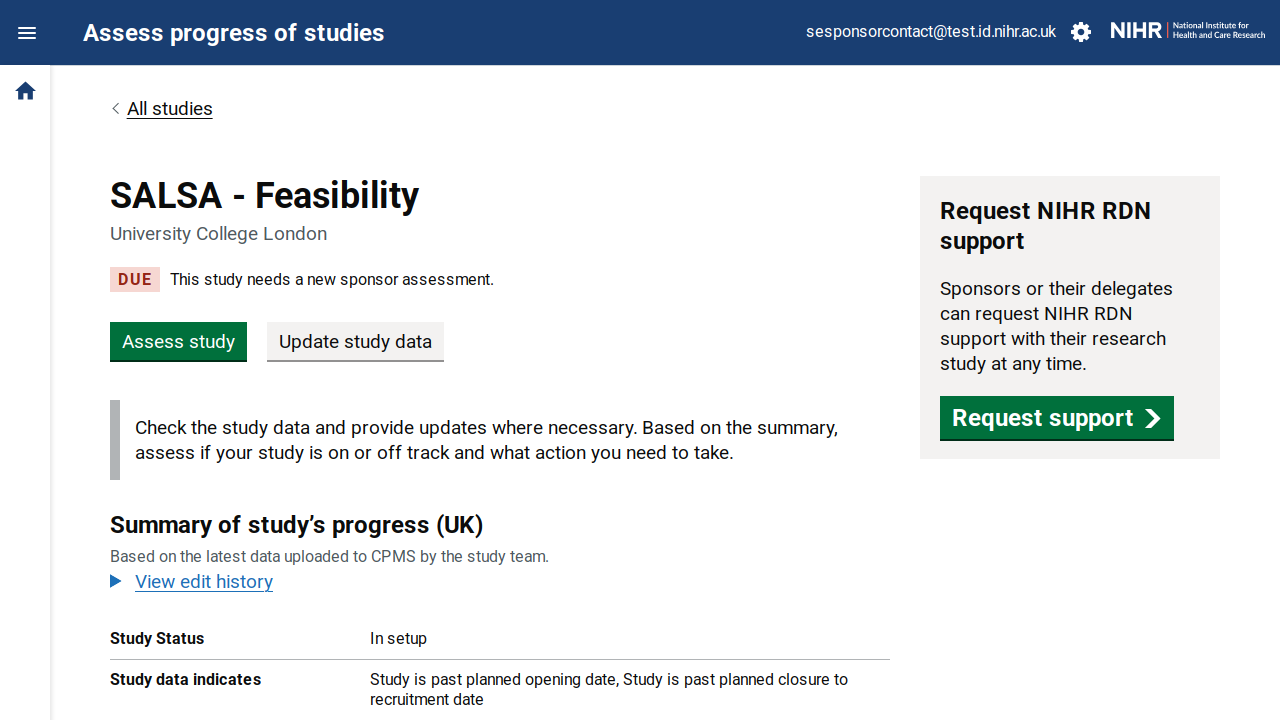 Assess progress of studies
sesponsorcontact@test.id.nihr.ac.uk
NIHR
National Institute for
Health and Care Research
All studies
SALSA - Feasibility
University College London
DUE
This study needs a new sponsor assessment.
Assess study
Update study data
Check the study data and provide updates where necessary. Based on the summary,
assess if your study is on or off track and what action you need to take.
Summary of study’s progress (UK)
Based on the latest data uploaded to CPMS by the study team.
View edit history
Study Status
In setup
Study data indicates
Study is past planned opening date, Study is past planned closure to
recruitment date
Request NIHR RDN
support
Sponsors or their delegates
can request NIHR RDN
support with their research
study at any time.
Request support